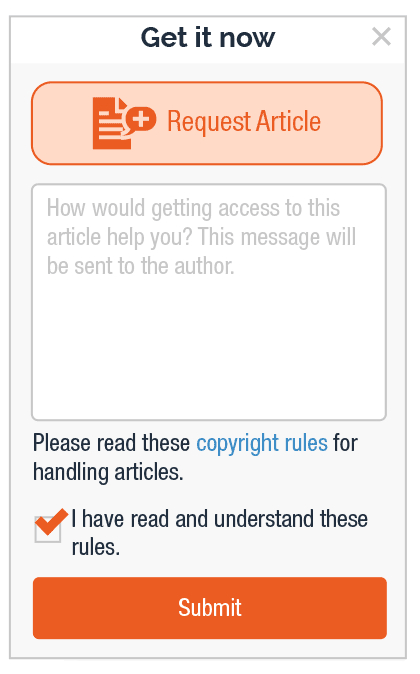 Get it now
Request Article
How would getting access to this
article help you? This message will
be sent to the author.
Please read these copyright rules for
handling articles.
I have read and understand these
rules.
Submit